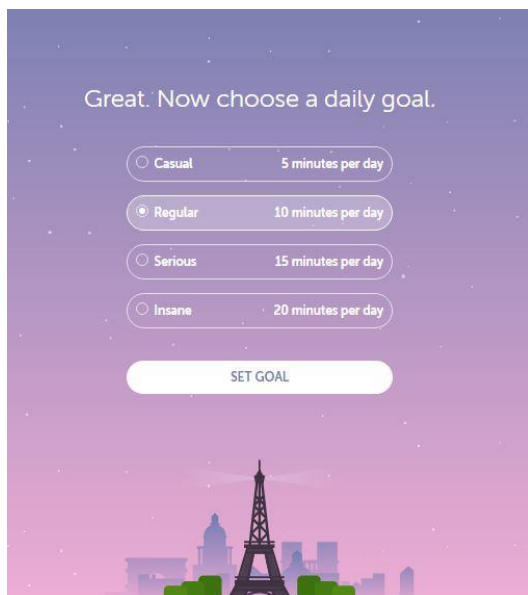 Great. Now choose a daily goal.
Casual 5 minutes per day
Regular 10 minutes per day
Serious 15 minutes per day
Insane 20 minutes per day
SET GOAL